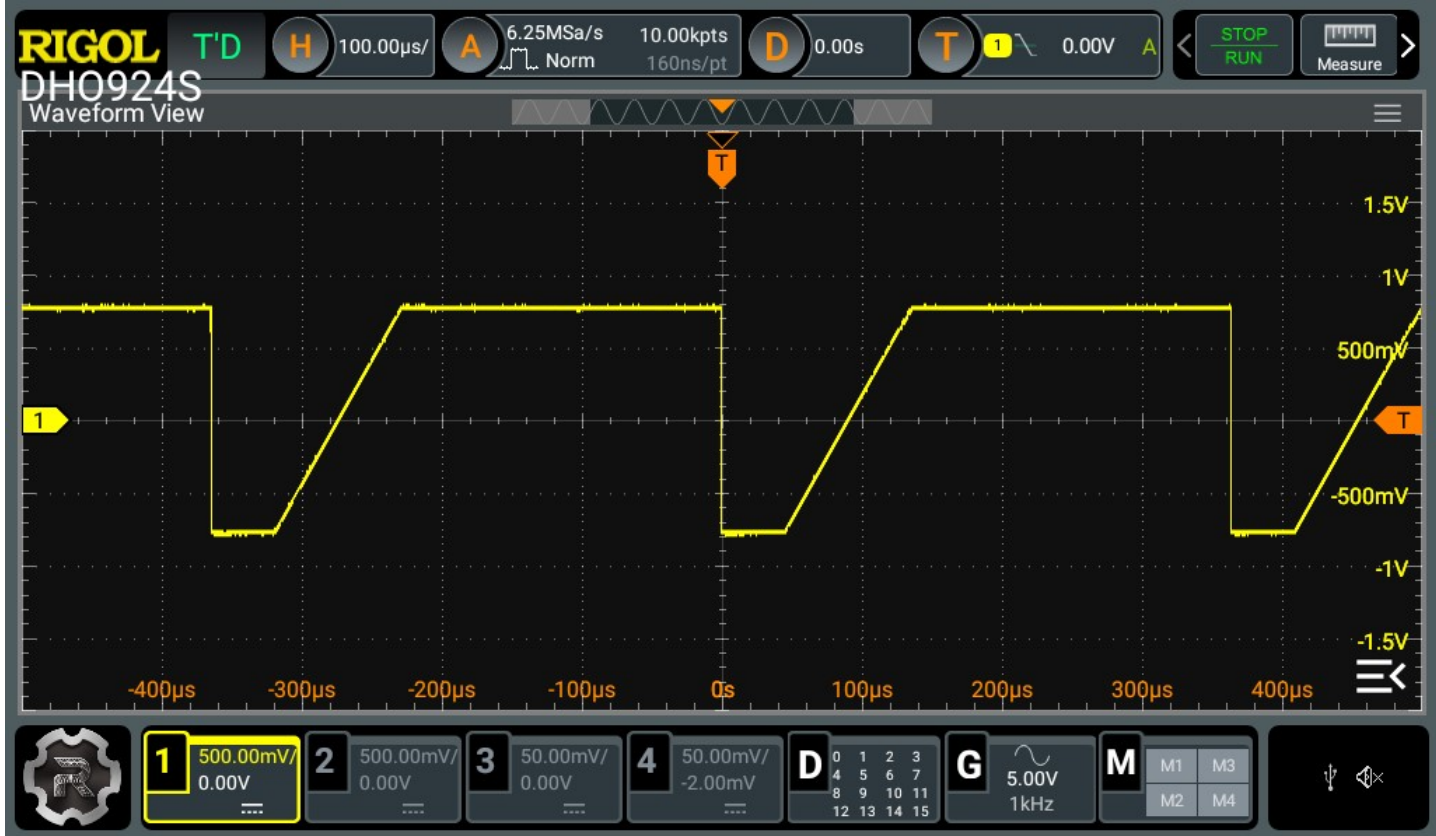 RIGOL T'D H 100.00µs/ A 6.25MSa/s 10.00kpts D 0.00s T 1 0.00V A STOP
Norm 160ns/pt RUN Measure
DHO924S
Waveform View
T
1.5V
1V
500mV
1 T
-500mV
-1V
-1.5V
-400µs -300µs -200µs -100µs 0s 100µs 200µs 300µs 400µs
1 500.00mV/ 2 500.00mV/ 3 50.00mV/ 4 50.00mV/ D 0 1 2 3 G M M1 M3
0.00V 0.00V 0.00V -2.00mV 4 5 6 7 5.00V
8 9 10 11 1kHz M2 M4
12 13 14 15
R